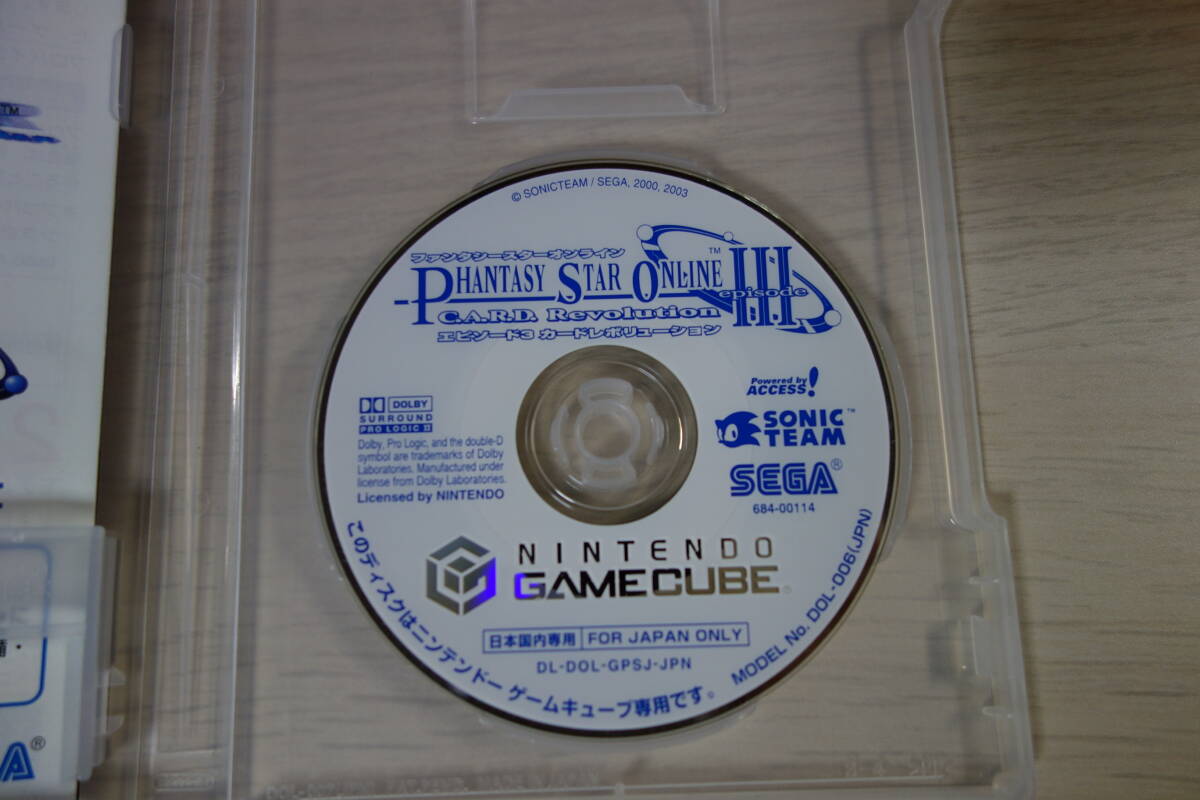 © SONICTEAM / SEGA, 2000, 2003
ファンタシースターオンライン
PHANTASY STAR ONLINE ™
episode III
C.A.R.D. Revolution
エピソード3 カードレボリューション
DOLBY
SURROUND
PRO LOGIC II
Dolby, Pro Logic, and the double-D
symbol are trademarks of Dolby
Laboratories. Manufactured under
license from Dolby Laboratories.
Licensed by NINTENDO
Powered by
ACCESS!
SONIC
TEAM ™
SEGA®
684-00114
NINTENDO
GAMECUBE®
日本国内専用 FOR JAPAN ONLY
DL-DOL-GPSJ-JPN
このディスクはニンテンドー ゲームキューブ専用です。
MODEL No. DOL-006(JPN)